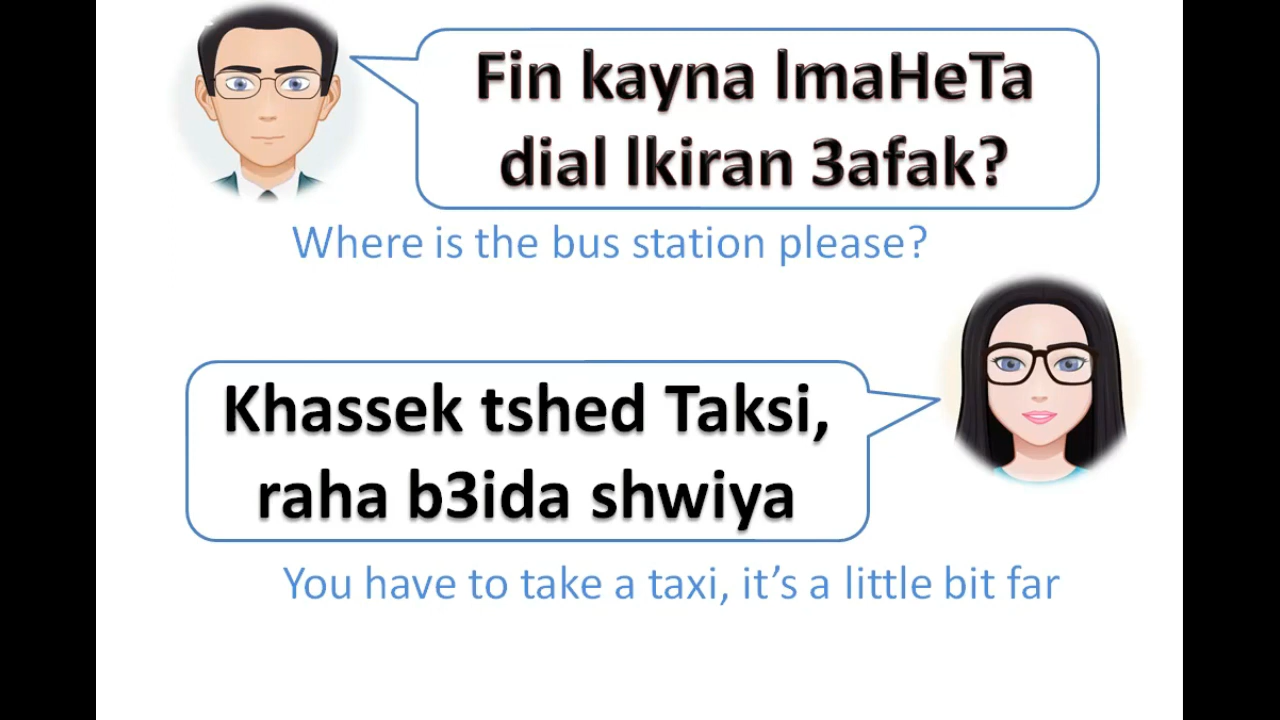 Fin kayna lmaHeTa
dial lkiran 3afak?
Where is the bus station please?
Khassek tshed Taksi,
raha b3ida shwiya
You have to take a taxi, it’s a little bit far